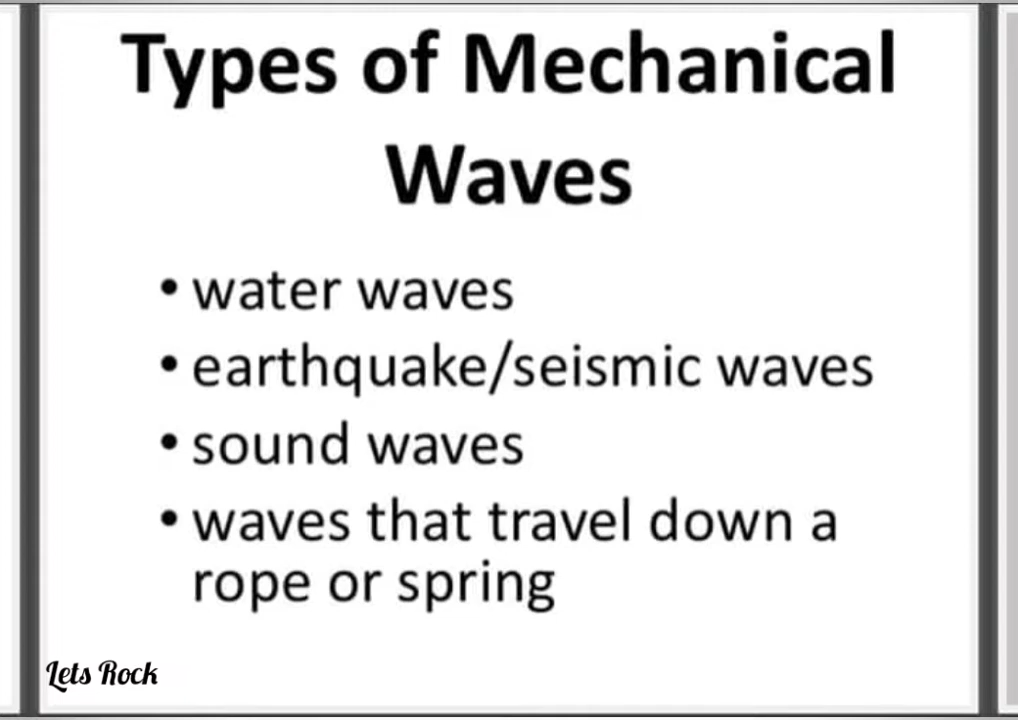 Types of Mechanical
Waves
• water waves
• earthquake/seismic waves
• sound waves
• waves that travel down a
rope or spring
Lets Rock